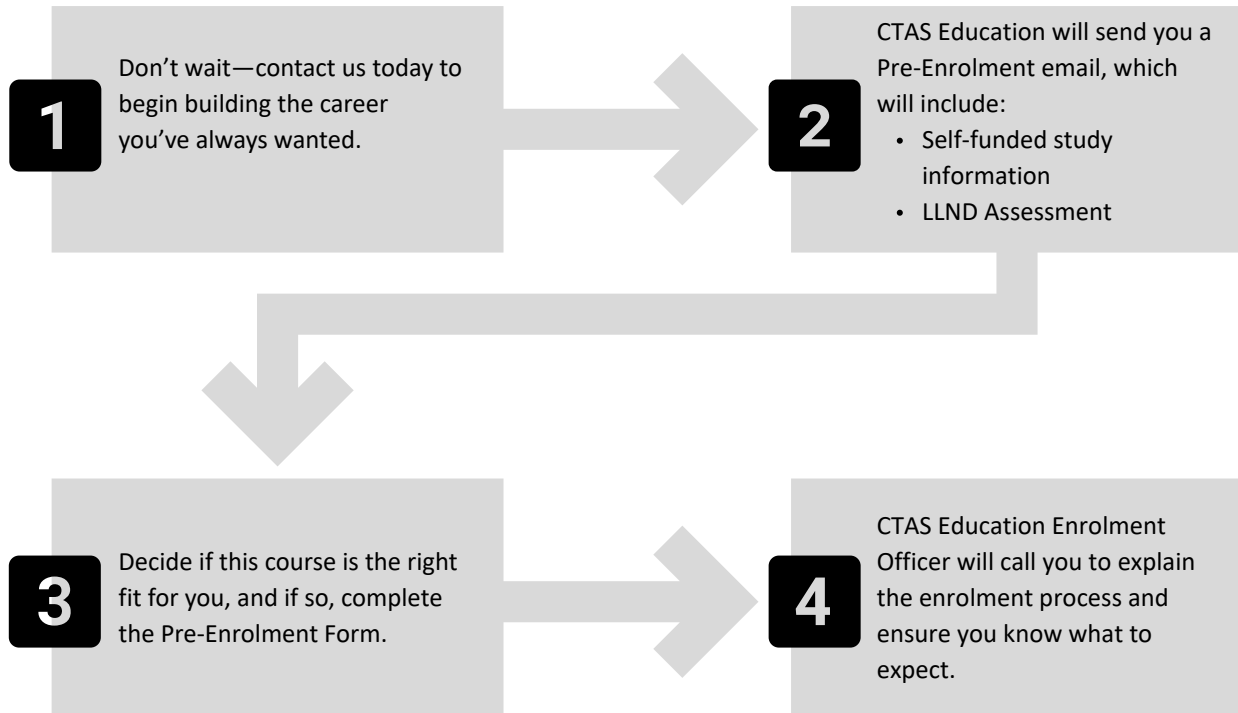 1
Don’t wait—contact us today to
begin building the career
you’ve always wanted.
2
CTAS Education will send you a
Pre-Enrolment email, which
will include:
• Self-funded study
information
• LLND Assessment
3
Decide if this course is the right
fit for you, and if so, complete
the Pre-Enrolment Form.
4
CTAS Education Enrolment
Officer will call you to explain
the enrolment process and
ensure you know what to
expect.